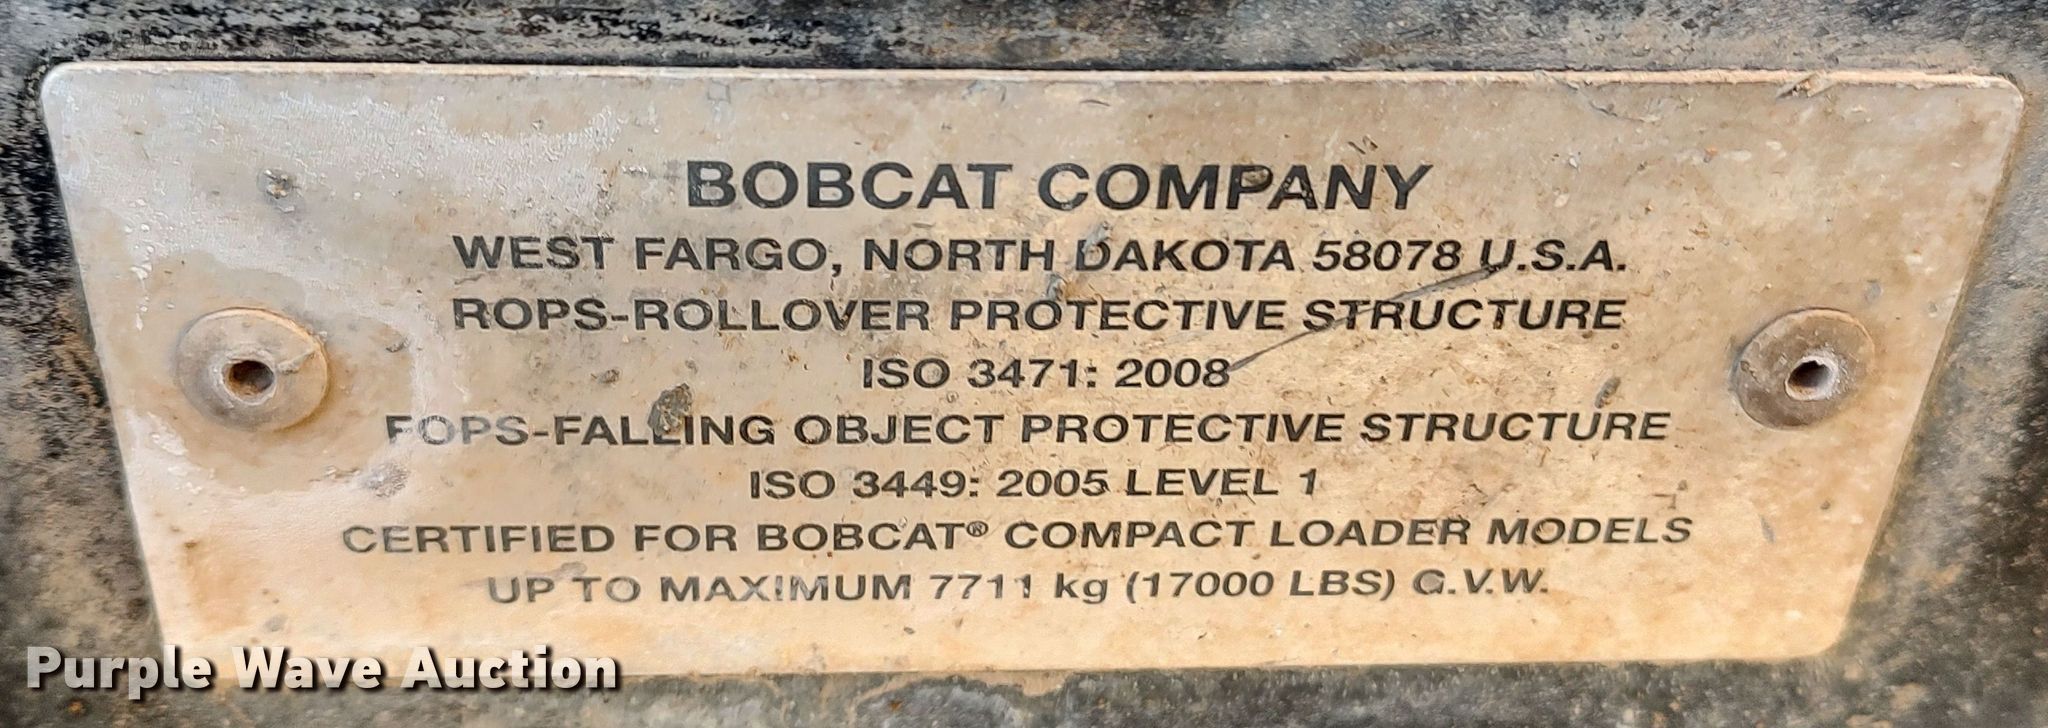 BOBCAT COMPANY
WEST FARGO, NORTH DAKOTA 58078 U.S.A.
ROPS-ROLLOVER PROTECTIVE STRUCTURE
ISO 3471: 2008
FOPS-FALLING OBJECT PROTECTIVE STRUCTURE
ISO 3449: 2005 LEVEL 1
CERTIFIED FOR BOBCAT® COMPACT LOADER MODELS
UP TO MAXIMUM 7711 kg (17000 LBS) G.V.W.
Purple Wave Auction